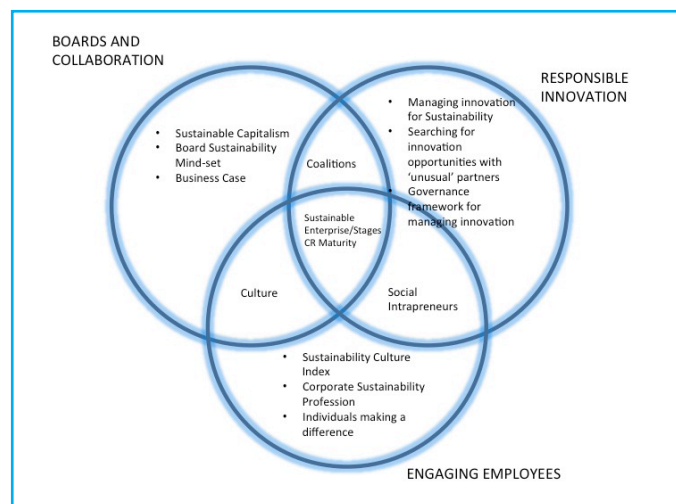 BOARDS AND
COLLABORATION
RESPONSIBLE
INNOVATION
• Sustainable Capitalism
• Board Sustainability
Mind-set
• Business Case
Coalitions
• Managing innovation
for Sustainability
• Searching for
innovation
opportunities with
‘unusual’ partners
• Governance
framework for
managing innovation
Sustainable
Enterprise/Stages
CR Maturity
Culture
Social
Intrapreneurs
• Sustainability Culture
Index
• Corporate Sustainability
Profession
• Individuals making a
difference
ENGAGING EMPLOYEES